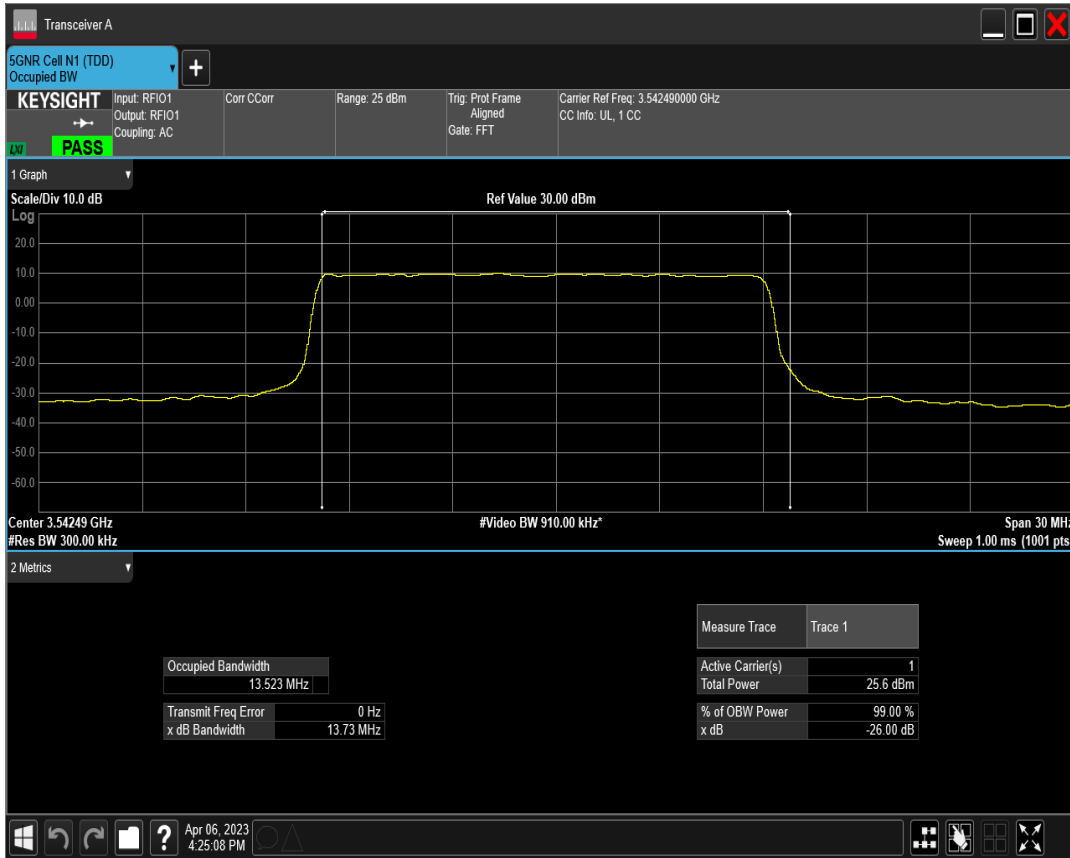 Transceiver A
5GNR Cell N1 (TDD)
Occupied BW
+
KEYSIGHT
LXI
PASS
Input: RFIO1
Output: RFIO1
Coupling: AC
Corr CCorr
Range: 25 dBm
Trig: Prot Frame
Aligned
Gate: FFT
Carrier Ref Freq: 3.542490000 GHz
CC Info: UL, 1 CC
1 Graph
Scale/Div 10.0 dB
Ref Value 30.00 dBm
Log
20.0
10.0
0.00
-10.0
-20.0
-30.0
-40.0
-50.0
-60.0
Center 3.54249 GHz
#Video BW 910.00 kHz*
Span 30 MHz
#Res BW 300.00 kHz
Sweep 1.00 ms (1001 pts
2 Metrics
Measure Trace Trace 1
Occupied Bandwidth
13.523 MHz
Active Carrier(s) 1
Total Power 25.6 dBm
Transmit Freq Error 0 Hz
x dB Bandwidth 13.73 MHz
% of OBW Power 99.00 %
x dB -26.00 dB
?
Apr 06, 2023
4:25:08 PM